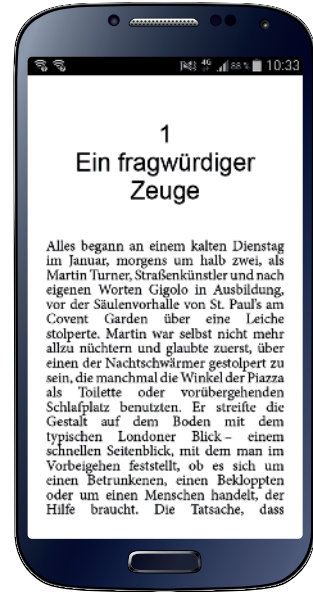 4G 88% 10:33
1
Ein fragwürdiger
Zeuge
Alles begann an einem kalten Dienstag
im Januar, morgens um halb zwei, als
Martin Turner, Straßenkünstler und nach
eigenen Worten Gigolo in Ausbildung,
vor der Säulenvorhalle von St. Paul's am
Covent Garden über eine Leiche
stolperte. Martin war selbst nicht mehr
allzu nüchtern und glaubte zuerst, über
einen der Nachtschwärmer gestolpert zu
sein, die manchmal die Winkel der Piazza
als Toilette oder vorübergehenden
Schlafplatz benutzten. Er streifte die
Gestalt auf dem Boden mit dem
typischen Londoner Blick – einem
schnellen Seitenblick, mit dem man im
Vorbeigehen feststellt, ob es sich um
einen Betrunkenen, einen Bekloppten
oder um einen Menschen handelt, der
Hilfe braucht. Die Tatsache, dass